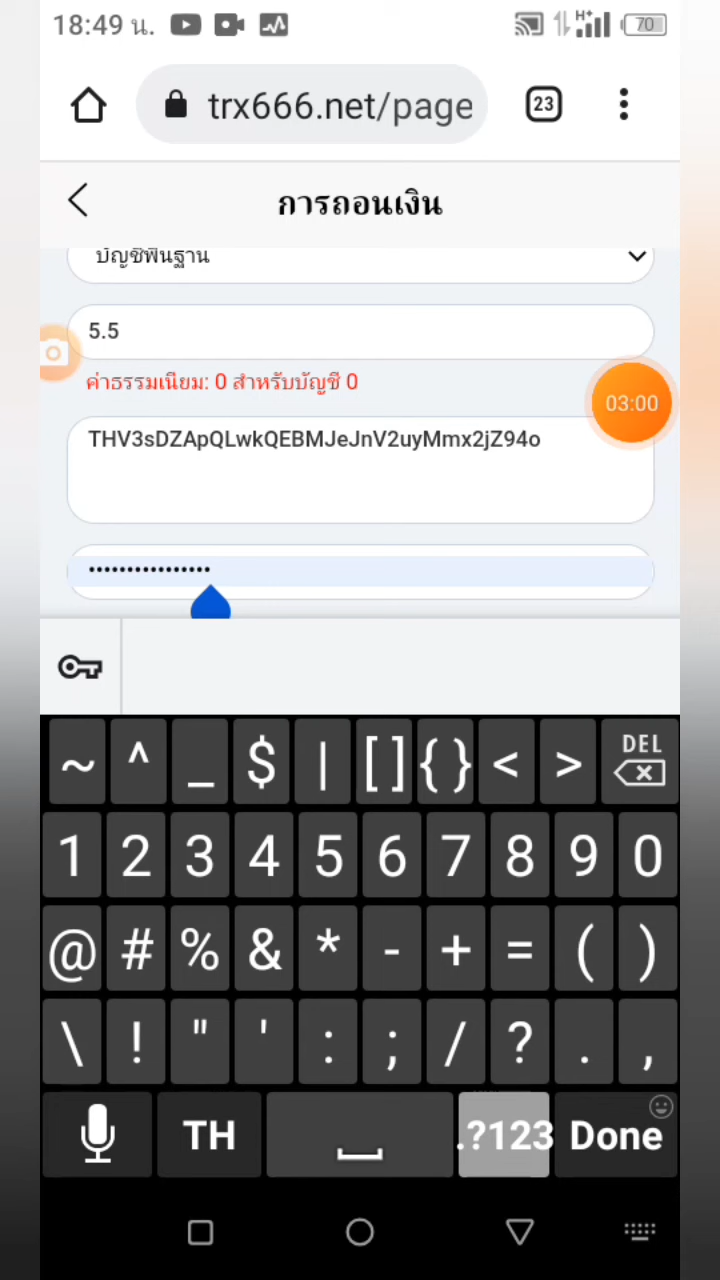 18:49 น. H+ 70
trx666.net/page 23
การถอนเงิน
บัญชีพื้นฐาน
5.5
ค่าธรรมเนียม: 0 สำหรับบัญชี 0
03:00
THV3sDZApQLwkQEBMJeJnV2uyMmx2jZ94o
••••••••••••••••
~ ^ _ $ | [ ] { } < > DEL
1 2 3 4 5 6 7 8 9 0
@ # % & * - + = ( )
\ ! " ' : ; / ? . ,
TH .?123 Done